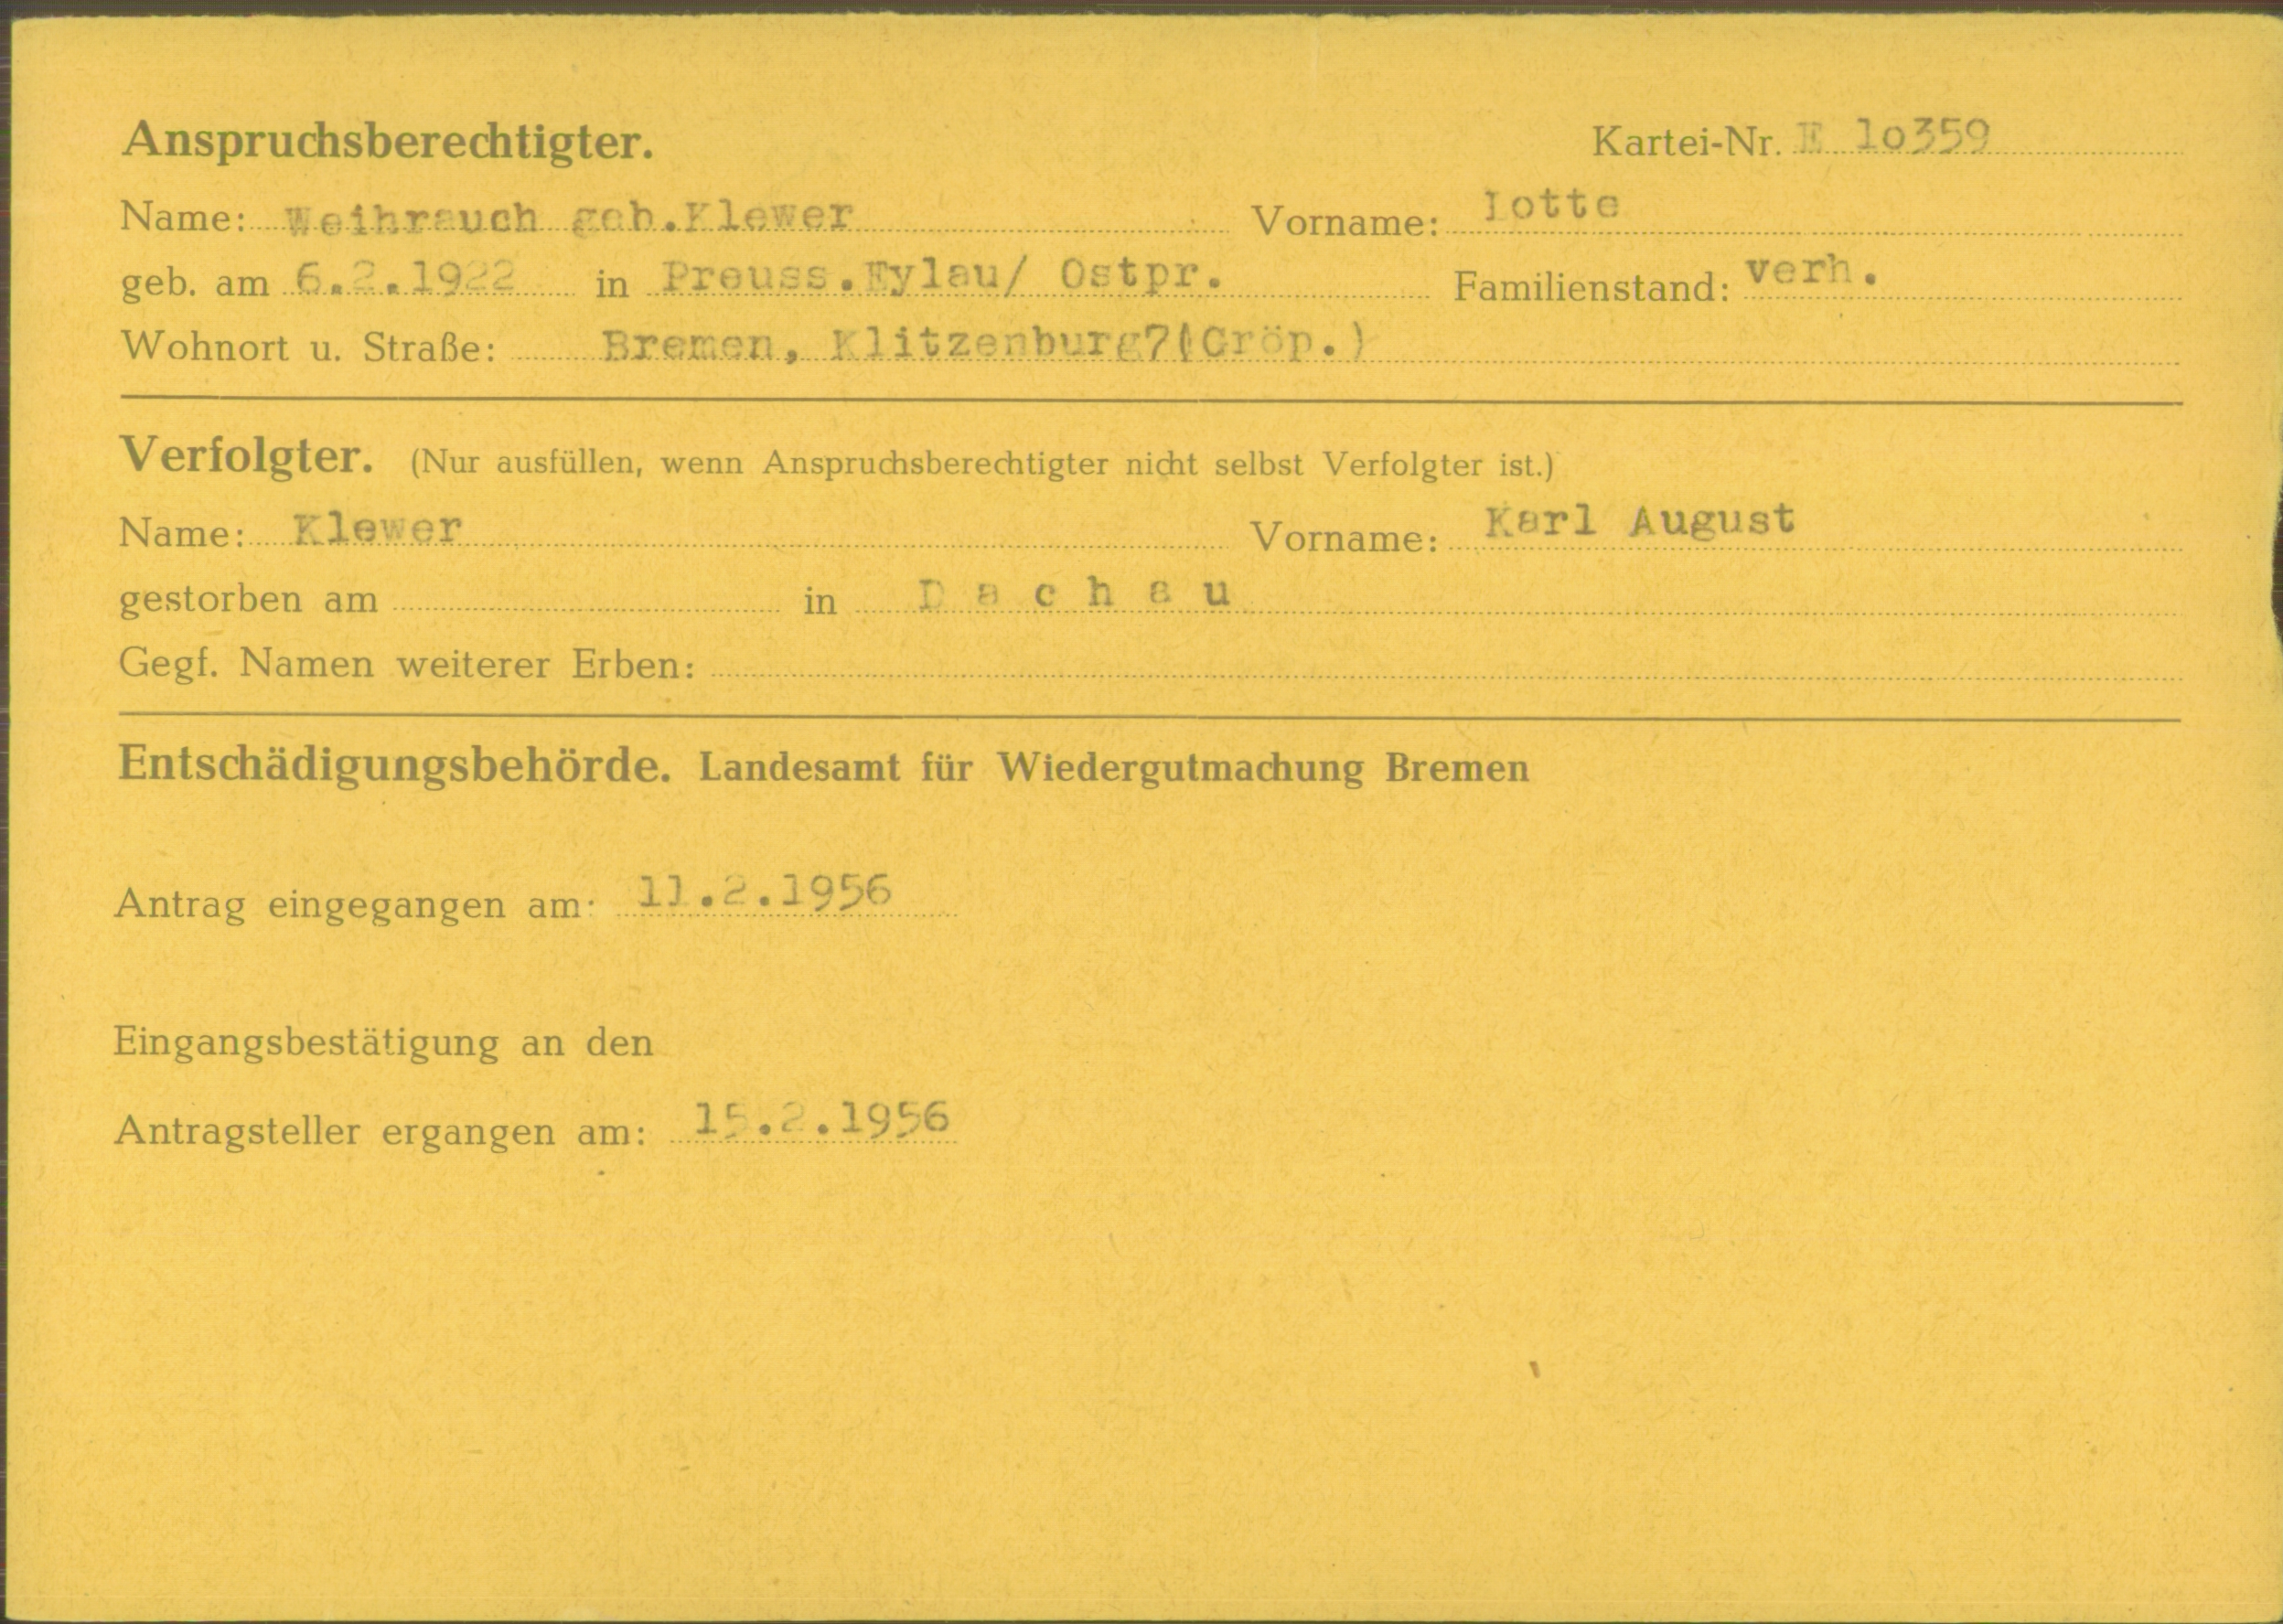 Anspruchsberechtigter. Kartei-Nr. E 1o359
Name: Weihrauch geb.Klewer Vorname: Lotte
geb. am 6.2.1922 in Preuss.Eylau/ Ostpr. Familienstand: verh.
Wohnort u. Straße: Bremen, Klitzenburg7(Gröp.)
Verfolgter. (Nur ausfüllen, wenn Anspruchsberechtigter nicht selbst Verfolgter ist.)
Name: Klewer Vorname: Karl August
gestorben am in D a c h a u
Gegf. Namen weiterer Erben:
Entschädigungsbehörde. Landesamt für Wiedergutmachung Bremen
Antrag eingegangen am: 11.2.1956
Eingangsbestätigung an den
Antragsteller ergangen am: 15.2.1956